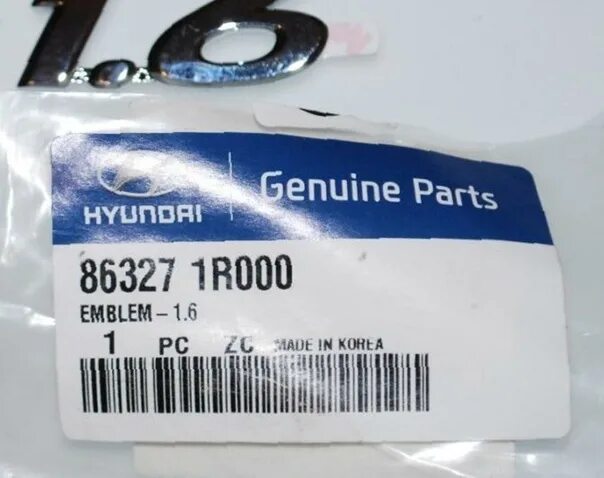 1.6
HYUNDAI
Genuine Parts
86327 1R000
EMBLEM-1.6
1 PC ZC MADE IN KOREA